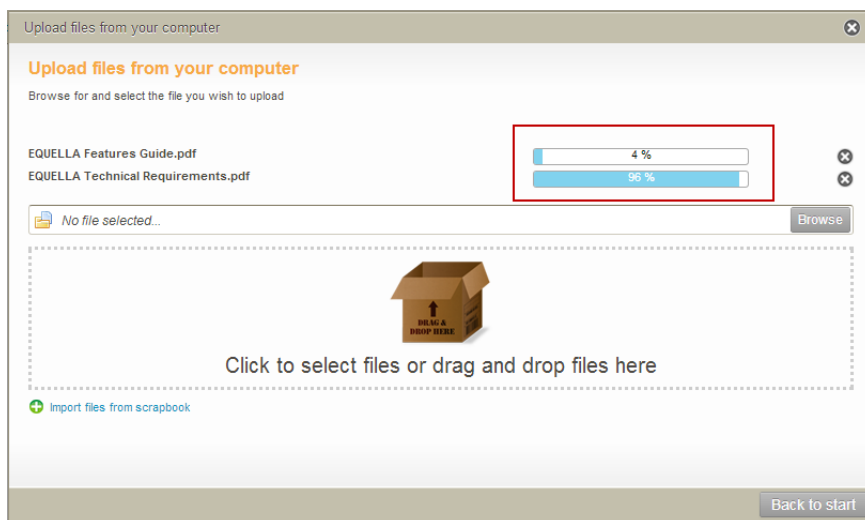 Upload files from your computer
Upload files from your computer
Browse for and select the file you wish to upload
EQUELLA Features Guide.pdf 4 %
EQUELLA Technical Requirements.pdf 96 %
No file selected... Browse
DRAG &
DROP HERE
Click to select files or drag and drop files here
Import files from scrapbook
Back to start